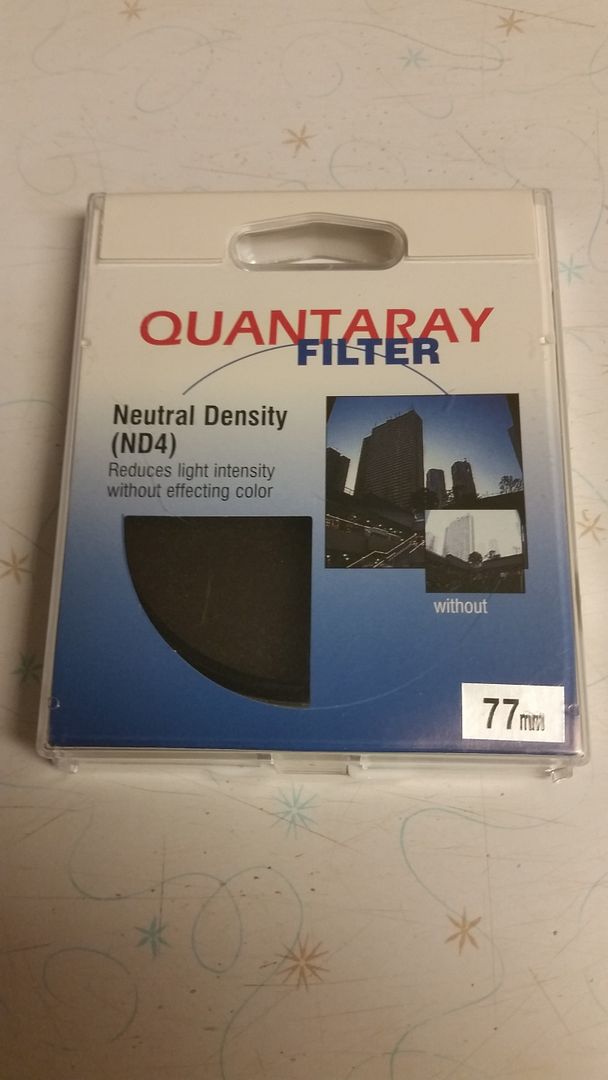 QUANTARAY
FILTER
Neutral Density
(ND4)
Reduces light intensity
without effecting color
without
77mm